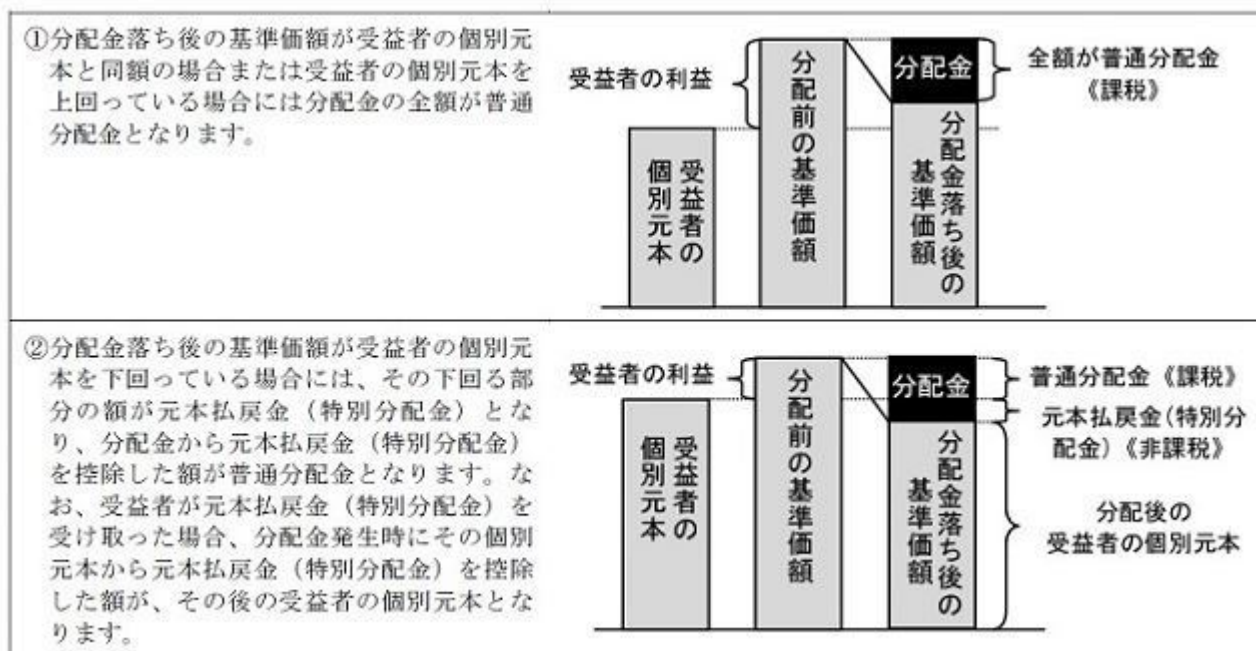 ①分配金落ち後の基準価額が受益者の個別元
本と同額の場合または受益者の個別元本を
上回っている場合には分配金の全額が普通
分配金となります。
受益者の利益
受益者の
個別元本
分配前の基準価額
分配金
分配金落ち後の
基準価額
全額が普通分配金
《課税》
②分配金落ち後の基準価額が受益者の個別元
本を下回っている場合には、その下回る部
分の額が元本払戻金（特別分配金）とな
り、分配金から元本払戻金（特別分配金）
を控除した額が普通分配金となります。な
お、受益者が元本払戻金（特別分配金）を
受け取った場合、分配金発生時にその個別
元本から元本払戻金（特別分配金）を控除
した額が、その後の受益者の個別元本とな
ります。
受益者の利益
受益者の
個別元本
分配前の基準価額
分配金
分配金落ち後の
基準価額
普通分配金《課税》
元本払戻金(特別分
配金)《非課税》
分配後の
受益者の個別元本